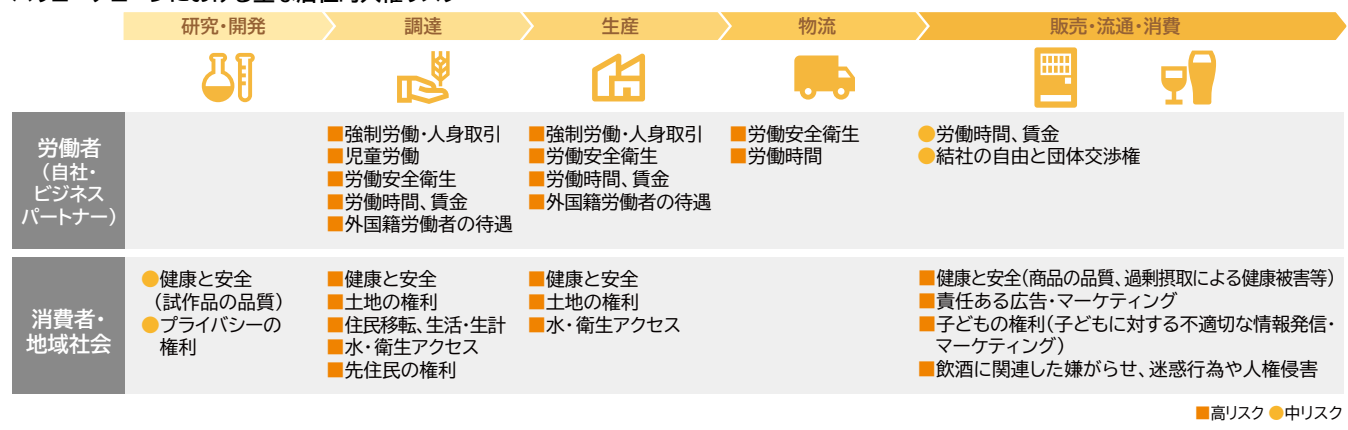 研究・開発
調達
生産
物流
販売・流通・消費
労働者
(自社・
ビジネス
パートナー)
■強制労働・人身取引
■児童労働
■労働安全衛生
■労働時間、賃金
■外国籍労働者の待遇
■強制労働・人身取引
■労働安全衛生
■労働時間、賃金
■外国籍労働者の待遇
■労働安全衛生
■労働時間
●労働時間、賃金
●結社の自由と団体交渉権
消費者・
地域社会
●健康と安全
(試作品の品質)
●プライバシーの
権利
■健康と安全
■土地の権利
■住民移転、生活・生計
■水・衛生アクセス
■先住民の権利
■健康と安全
■土地の権利
■水・衛生アクセス
■健康と安全(商品の品質、過剰摂取による健康被害等)
■責任ある広告・マーケティング
■子どもの権利(子どもに対する不適切な情報発信・
マーケティング)
■飲酒に関連した嫌がらせ、迷惑行為や人権侵害
■高リスク ●中リスク